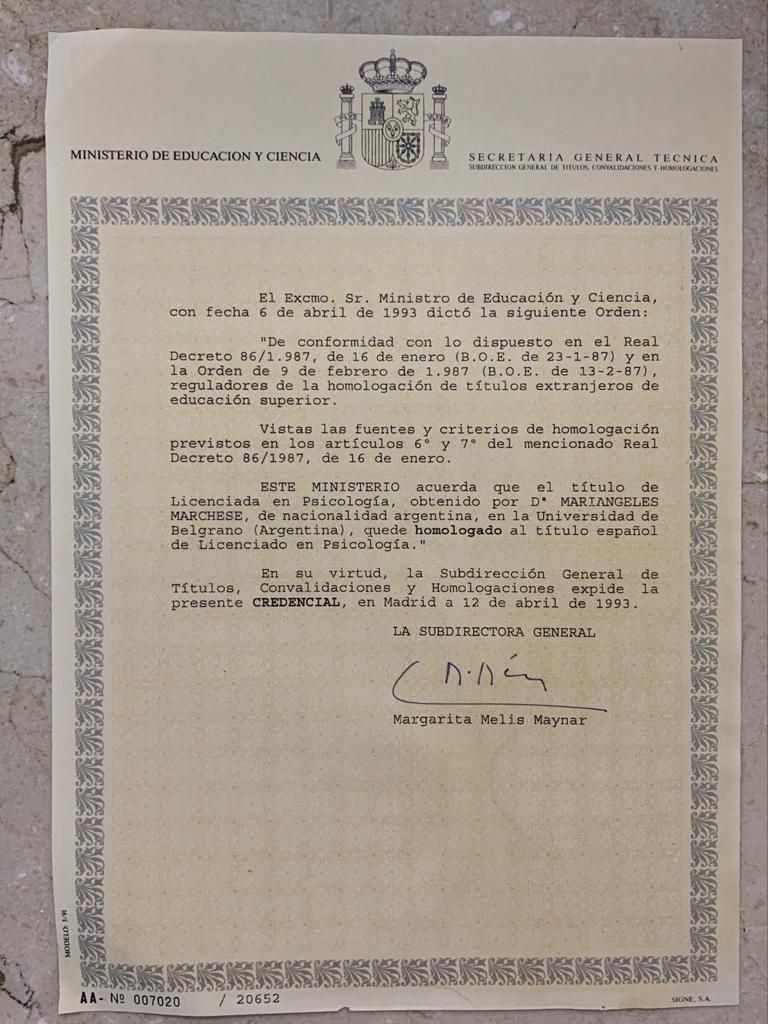 MINISTERIO DE EDUCACION Y CIENCIA
SECRETARIA GENERAL TECNICA
SUBDIRECCION GENERAL DE TITULOS, CONVALIDACIONES Y HOMOLOGACIONES
El Excmo. Sr. Ministro de Educación y Ciencia,
con fecha 6 de abril de 1993 dictó la siguiente Orden:
"De conformidad con lo dispuesto en el Real
Decreto 86/1.987, de 16 de enero (B.O.E. de 23-1-87) y en
la Orden de 9 de febrero de 1.987 (B.O.E. de 13-2-87),
reguladores de la homologación de títulos extranjeros de
educación superior.
Vistas las fuentes y criterios de homologación
previstos en los artículos 6º y 7º del mencionado Real
Decreto 86/1987, de 16 de enero.
ESTE MINISTERIO acuerda que el título de
Licenciada en Psicología, obtenido por Dª MARIANGELES
MARCHESE, de nacionalidad argentina, en la Universidad de
Belgrano (Argentina), quede homologado al título español
de Licenciado en Psicología."
En su virtud, la Subdirección General de
Títulos, Convalidaciones y Homologaciones expide la
presente CREDENCIAL, en Madrid a 12 de abril de 1993.
LA SUBDIRECTORA GENERAL
Margarita Melis Maynar
MODELO: 3/91
AA- Nº 007020 / 20652
SIGNE, S.A.